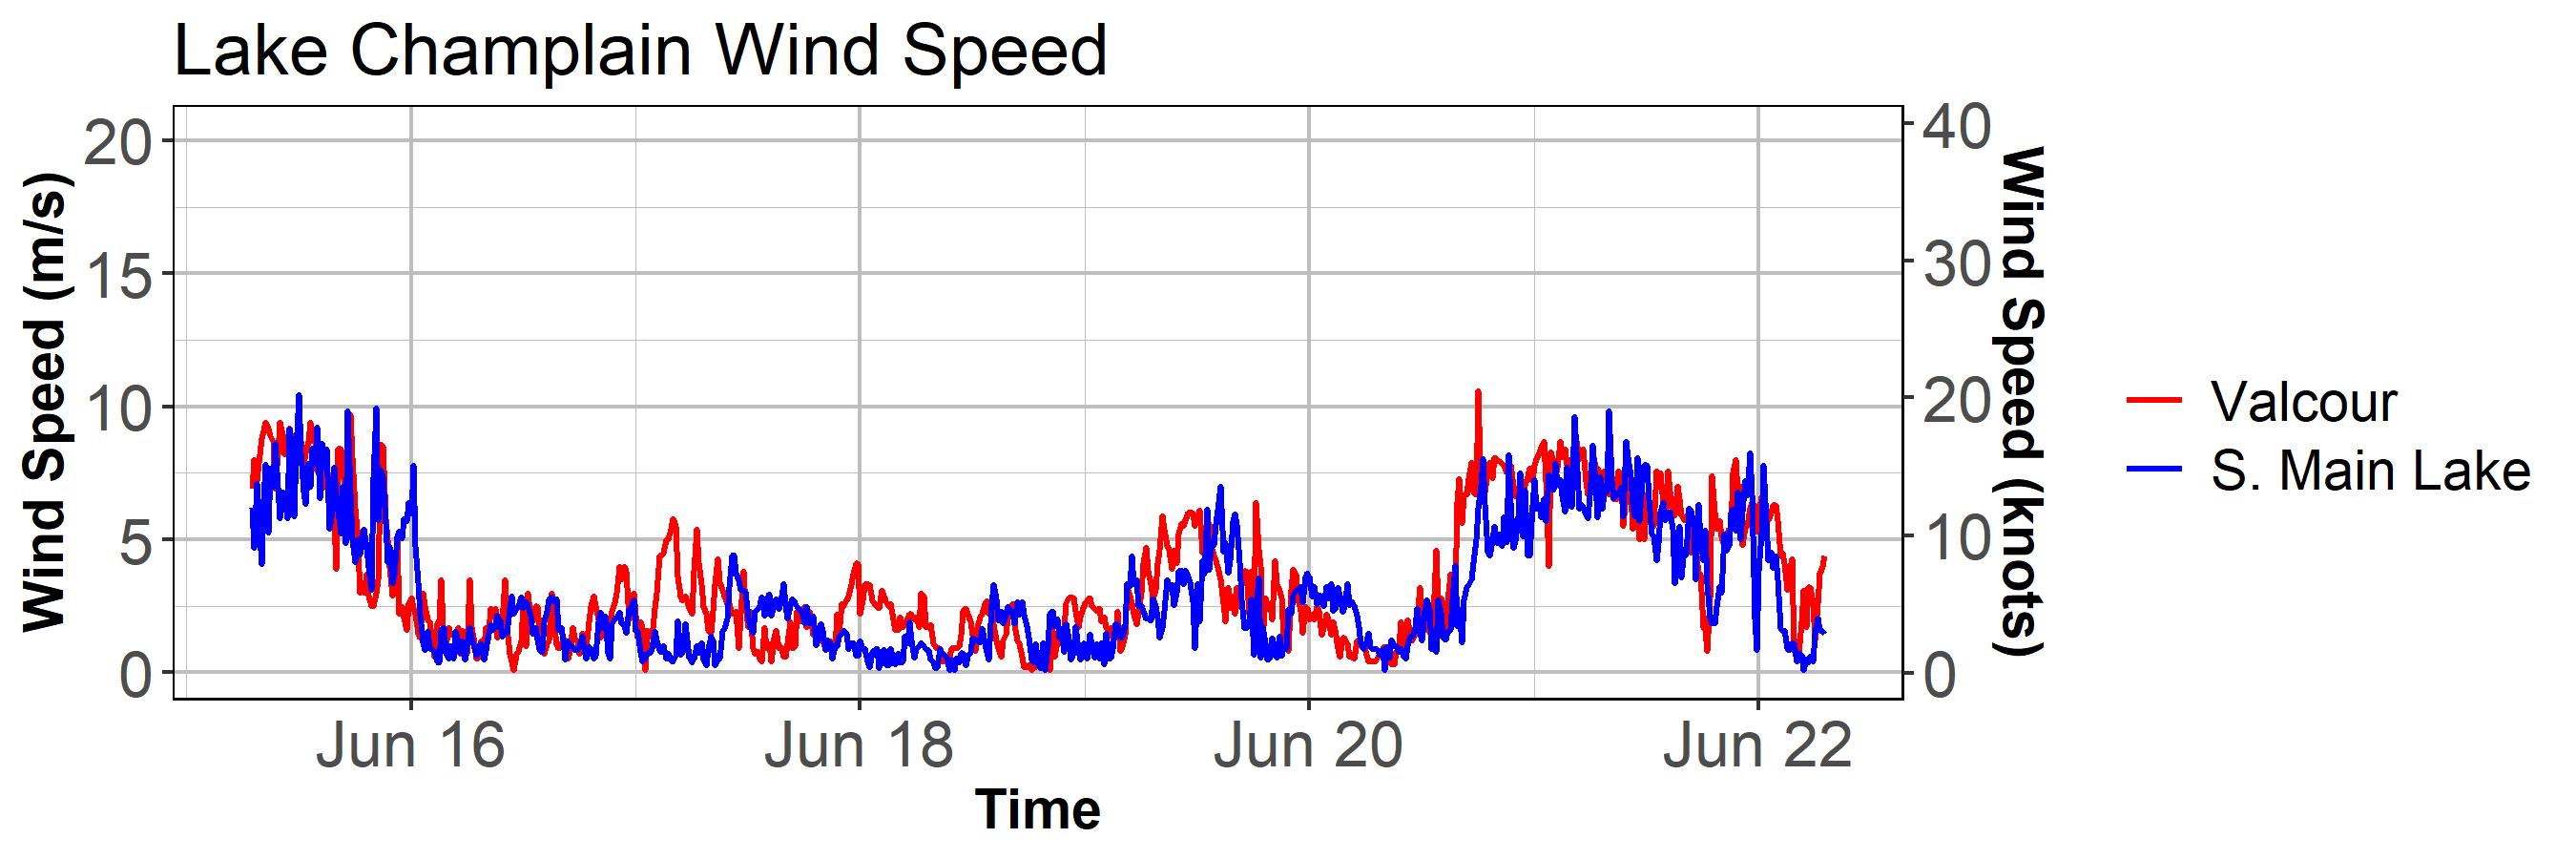 Lake Champlain Wind Speed
Wind Speed (m/s)
20
15
10
5
0
40
30
20
10
0
Wind Speed (knots)
Jun 16
Jun 18
Jun 20
Jun 22
Time
Valcour
S. Main Lake